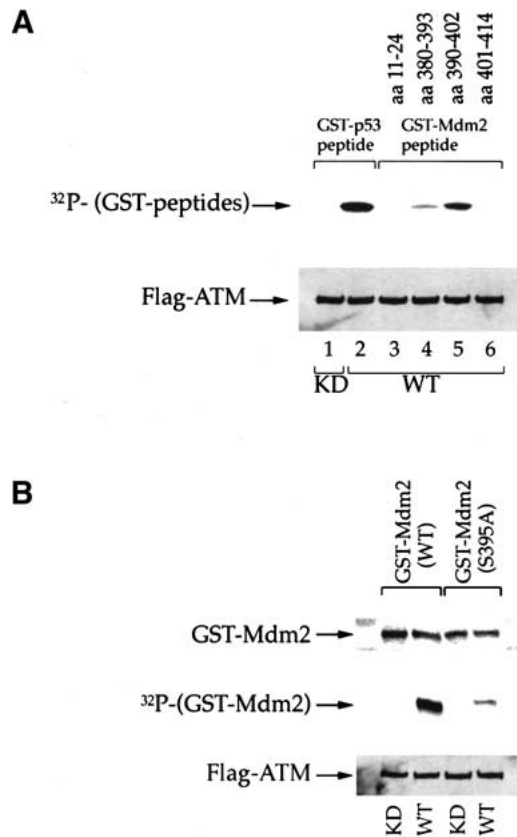 A
aa 11-24
aa 380-393
aa 390-402
aa 401-414
GST-p53
peptide
GST-Mdm2
peptide
³²P- (GST-peptides)
Flag-ATM
1 2 3 4 5 6
KD WT
B
GST-Mdm2
(WT)
GST-Mdm2
(S395A)
GST-Mdm2
³²P-(GST-Mdm2)
Flag-ATM
KD
WT
KD
WT